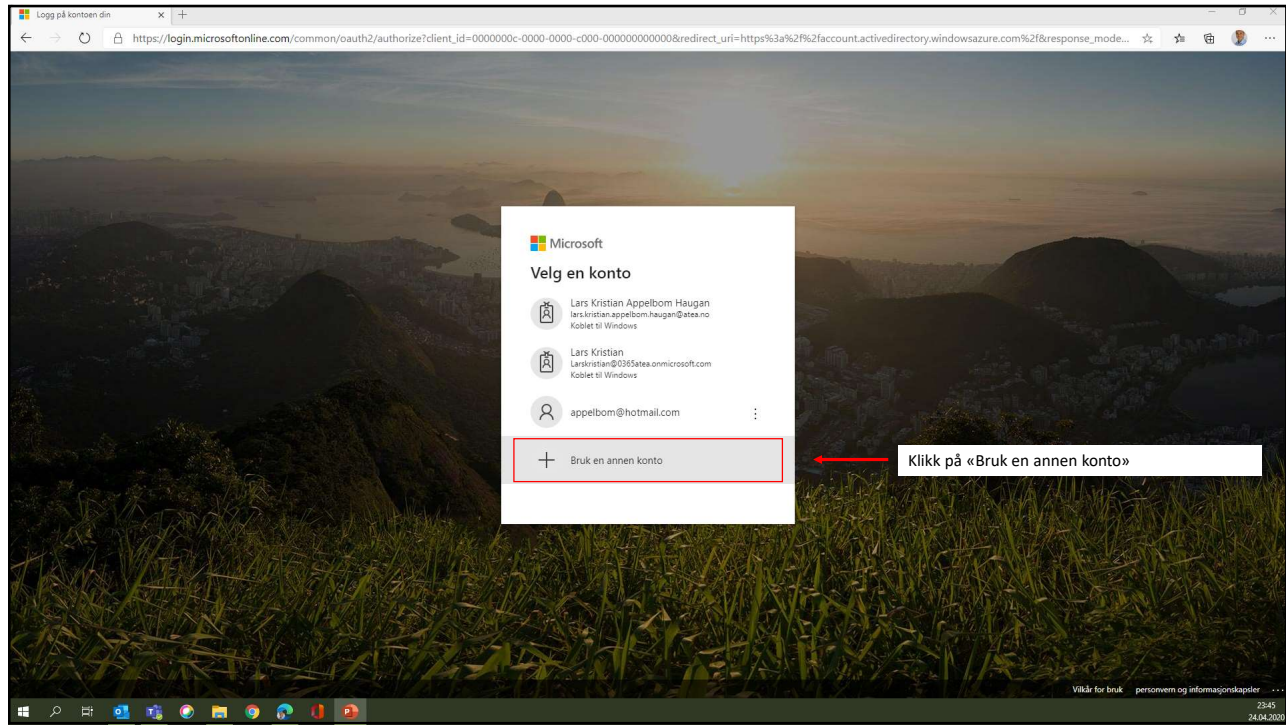 Logg på kontoen din
https://login.microsoftonline.com/common/oauth2/authorize?client_id=0000000c-0000-0000-c000-000000000000&redirect_uri=https%3a%2f%2faccount.activedirectory.windowsazure.com%2f&response_mode...
Microsoft
Velg en konto
Lars Kristian Appelbom Haugan
lars.kristian.appelbom.haugan@atea.no
Koblet til Windows
Lars Kristian
Larskristian@0365atea.onmicrosoft.com
Koblet til Windows
appelbom@hotmail.com
Bruk en annen konto
Klikk på «Bruk en annen konto»
Vilkår for bruk personvern og informasjonskapsler ...
23:45
24.04.2020